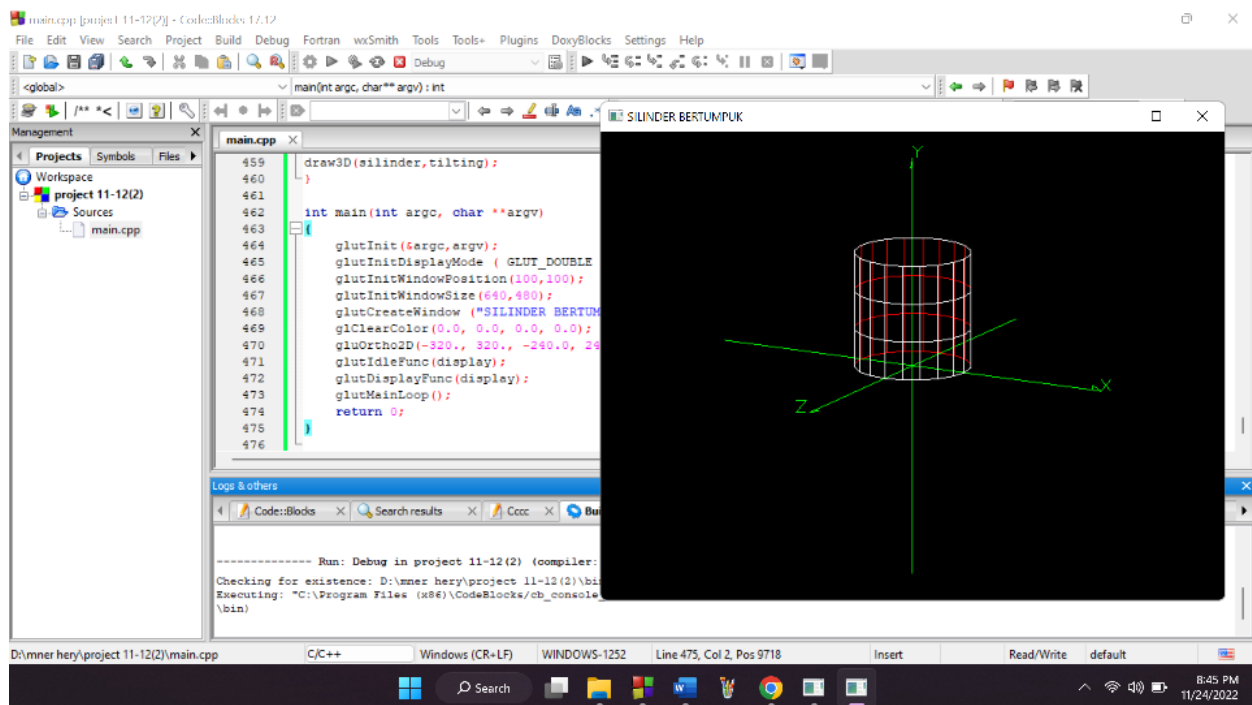 main.cpp [project 11-12(2)] - Code::Blocks 17.12
File Edit View Search Project Build Debug Fortran wxSmith Tools Tools+ Plugins DoxyBlocks Settings Help
Debug
<global>
main(int argc, char** argv) : int
/** *<
Management
Projects Symbols Files
Workspace
project 11-12(2)
Sources
main.cpp
main.cpp
459 draw3D(silinder,tilting);
460 }
461
462 int main(int argc, char **argv)
463 {
464 glutInit(&argc,argv);
465 glutInitDisplayMode ( GLUT_DOUBLE
466 glutInitWindowPosition(100,100);
467 glutInitWindowSize(640,480);
468 glutCreateWindow ("SILINDER BERTUM
469 glClearColor(0.0, 0.0, 0.0, 0.0);
470 gluOrtho2D(-320., 320., -240.0, 24
471 glutIdleFunc(display);
472 glutDisplayFunc(display);
473 glutMainLoop();
474 return 0;
475 }
476
SILINDER BERTUMPUK
Y
X
Z
Logs & others
Code::Blocks Search results Cccc Bui
-------------- Run: Debug in project 11-12(2) (compiler:
Checking for existence: D:\mner hery\project 11-12(2)\bi
Executing: "C:\Program Files (x86)\CodeBlocks/cb_console_
\bin)
D:\mner hery\project 11-12(2)\main.cpp C/C++ Windows (CR+LF) WINDOWS-1252 Line 475, Col 2, Pos 9718 Insert Read/Write default
Search
8:45 PM
11/24/2022